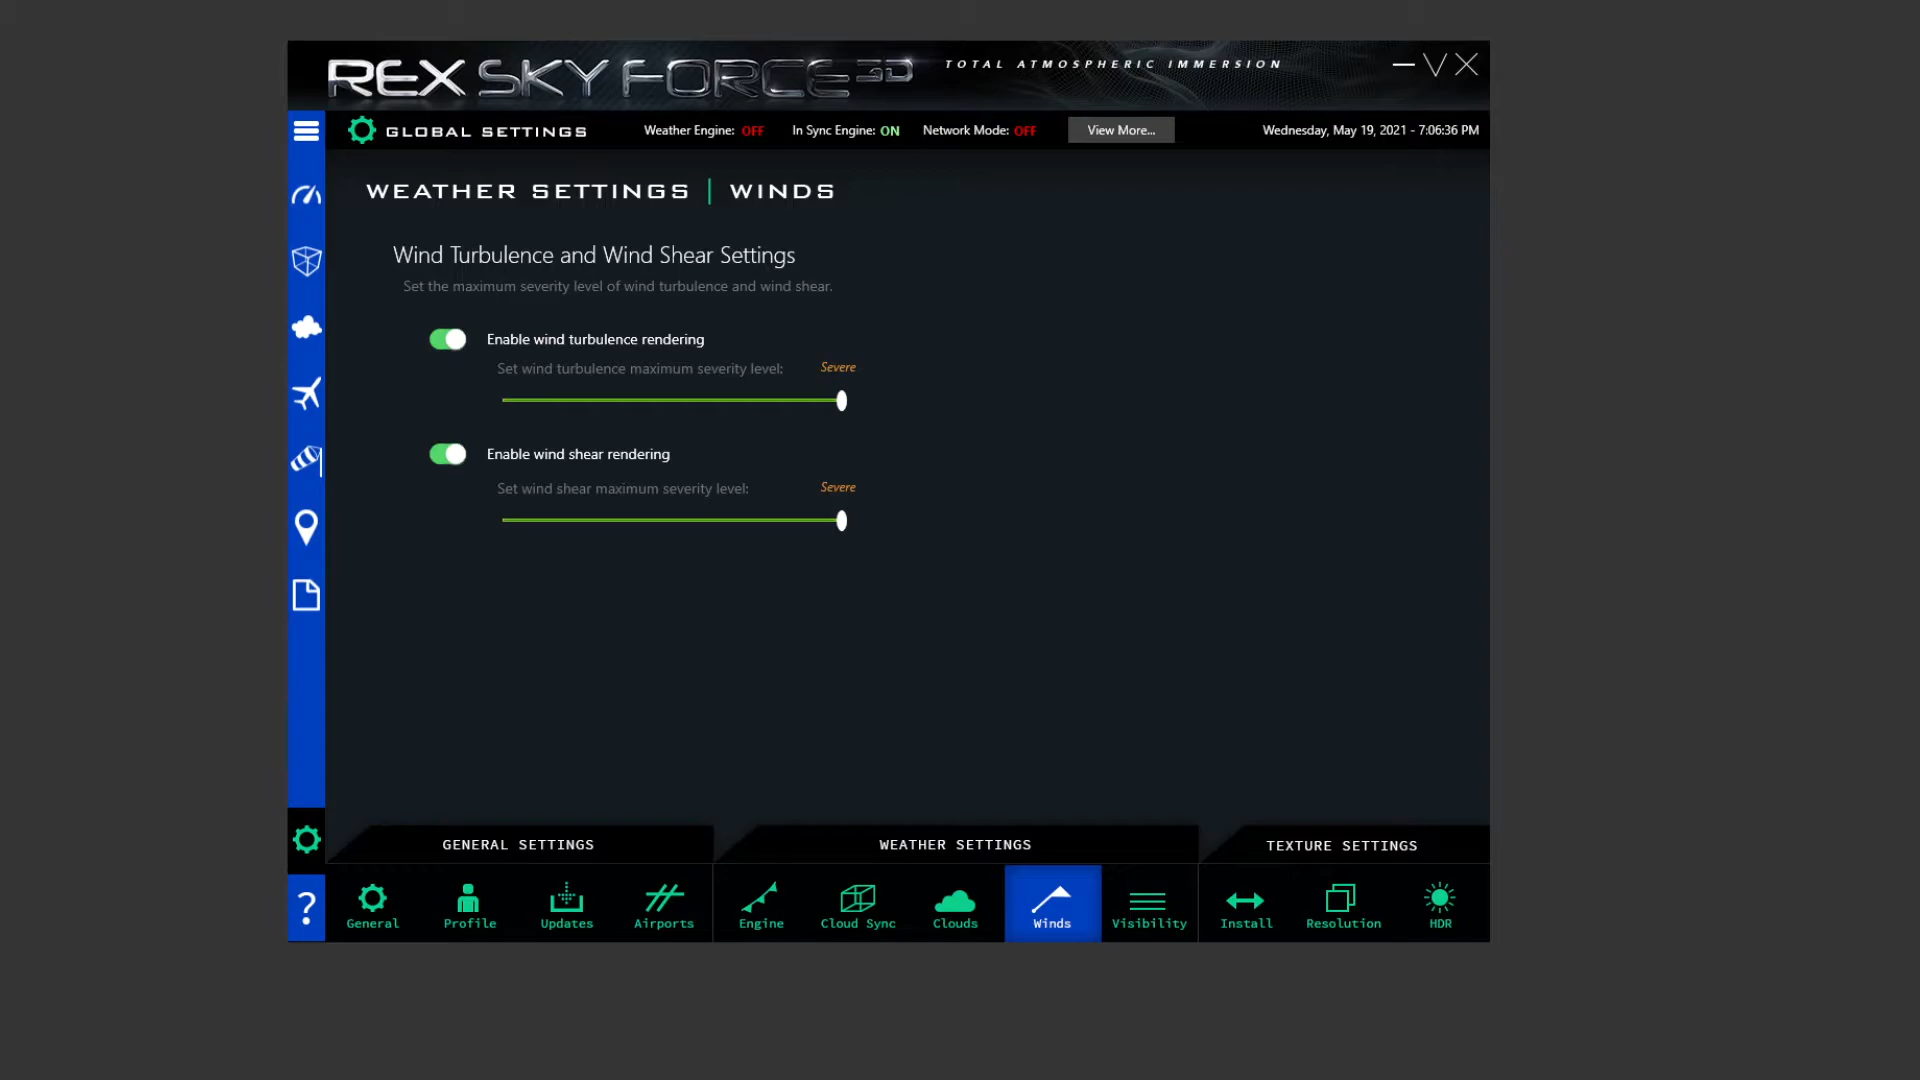 REX SKY FORCE 3D TOTAL ATMOSPHERIC IMMERSION
GLOBAL SETTINGS Weather Engine: OFF In Sync Engine: ON Network Mode: OFF View More... Wednesday, May 19, 2021 - 7:06:36 PM
WEATHER SETTINGS | WINDS
Wind Turbulence and Wind Shear Settings
Set the maximum severity level of wind turbulence and wind shear.
Enable wind turbulence rendering
Set wind turbulence maximum severity level: Severe
Enable wind shear rendering
Set wind shear maximum severity level: Severe
GENERAL SETTINGS WEATHER SETTINGS TEXTURE SETTINGS
? General Profile Updates Airports Engine Cloud Sync Clouds Winds Visibility Install Resolution HDR